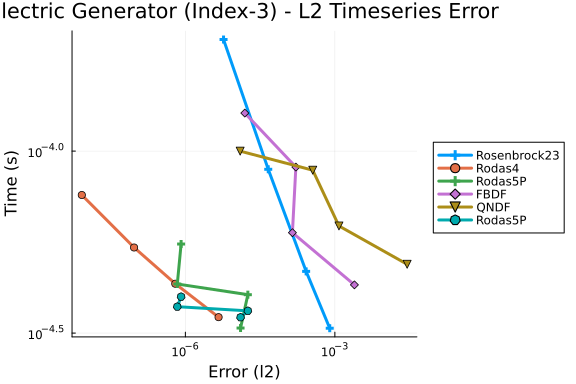 lectric Generator (Index-3) - L2 Timeseries Error
Time (s)
10^−4.0
10^−4.5
10^−6
10^−3
Error (l2)
Rosenbrock23
Rodas4
Rodas5P
FBDF
QNDF
Rodas5P